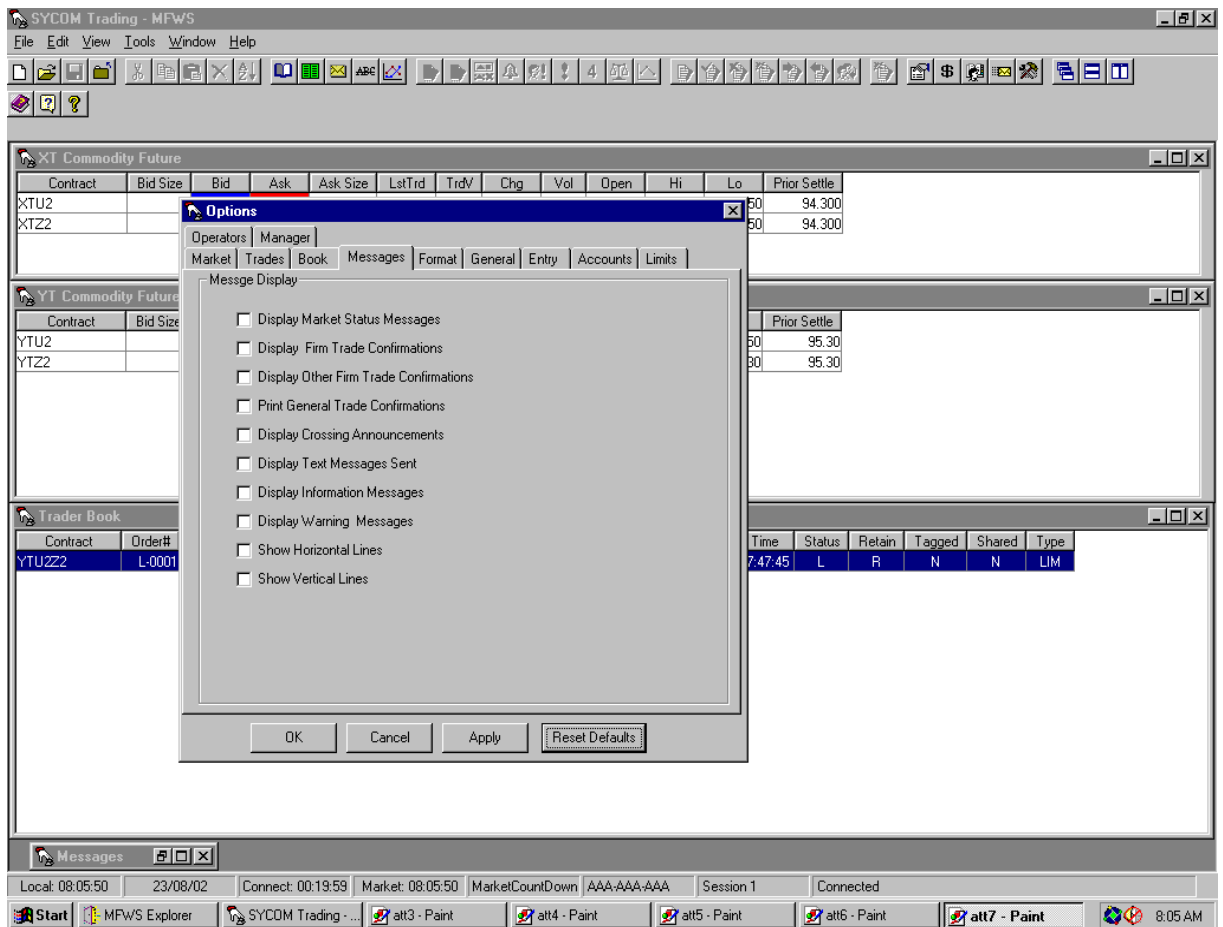 SYCOM Trading - MFWS
File Edit View Tools Window Help
ABC 4 $ ? ?
XT Commodity Future
Contract Bid Size Bid Ask Ask Size LstTrd TrdV Chg Vol Open Hi Lo Prior Settle
XTU2 50 94.300
XTZ2 50 94.300
Options
Operators Manager
Market Trades Book Messages Format General Entry Accounts Limits
Messge Display
Display Market Status Messages
Display Firm Trade Confirmations
Display Other Firm Trade Confirmations
Print General Trade Confirmations
Display Crossing Announcements
Display Text Messages Sent
Display Information Messages
Display Warning Messages
Show Horizontal Lines
Show Vertical Lines
OK Cancel Apply Reset Defaults
YT Commodity Future
Contract Bid Size Prior Settle
YTU2 50 95.30
YTZ2 30 95.30
Trader Book
Contract Order# Time Status Retain Tagged Shared Type
YTU2Z2 L-0001 7:47:45 L R N N LIM
Messages
Local: 08:05:50 23/08/02 Connect: 00:19:59 Market: 08:05:50 MarketCountDown AAA-AAA-AAA Session 1 Connected
Start MFWS Explorer SYCOM Trading - ... att3 - Paint att4 - Paint att5 - Paint att6 - Paint att7 - Paint 8:05 AM